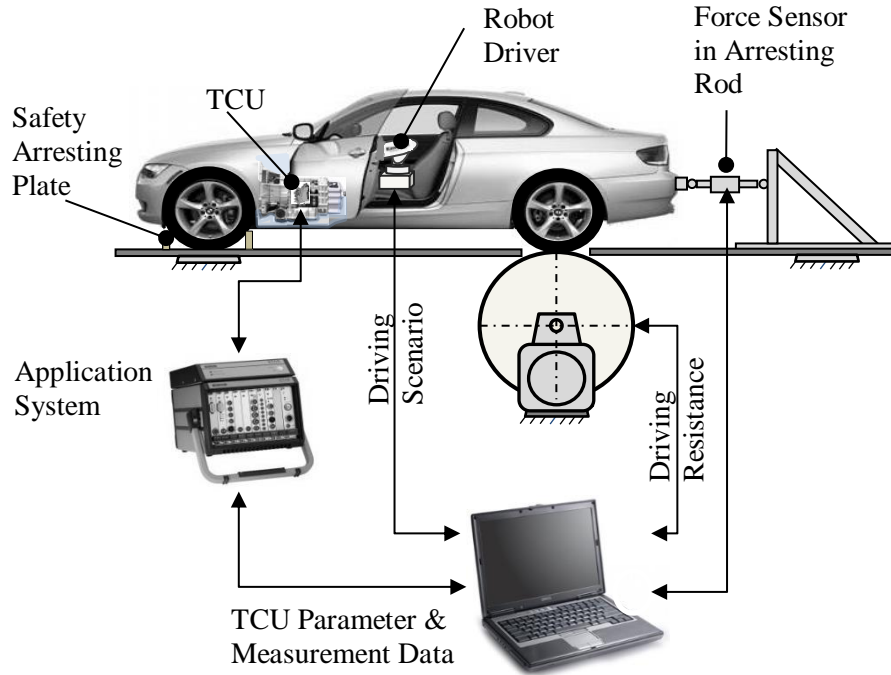 Robot
Driver
Force Sensor
in Arresting
Rod
TCU
Safety
Arresting
Plate
Driving
Scenario
Driving
Resistance
Application
System
TCU Parameter &
Measurement Data